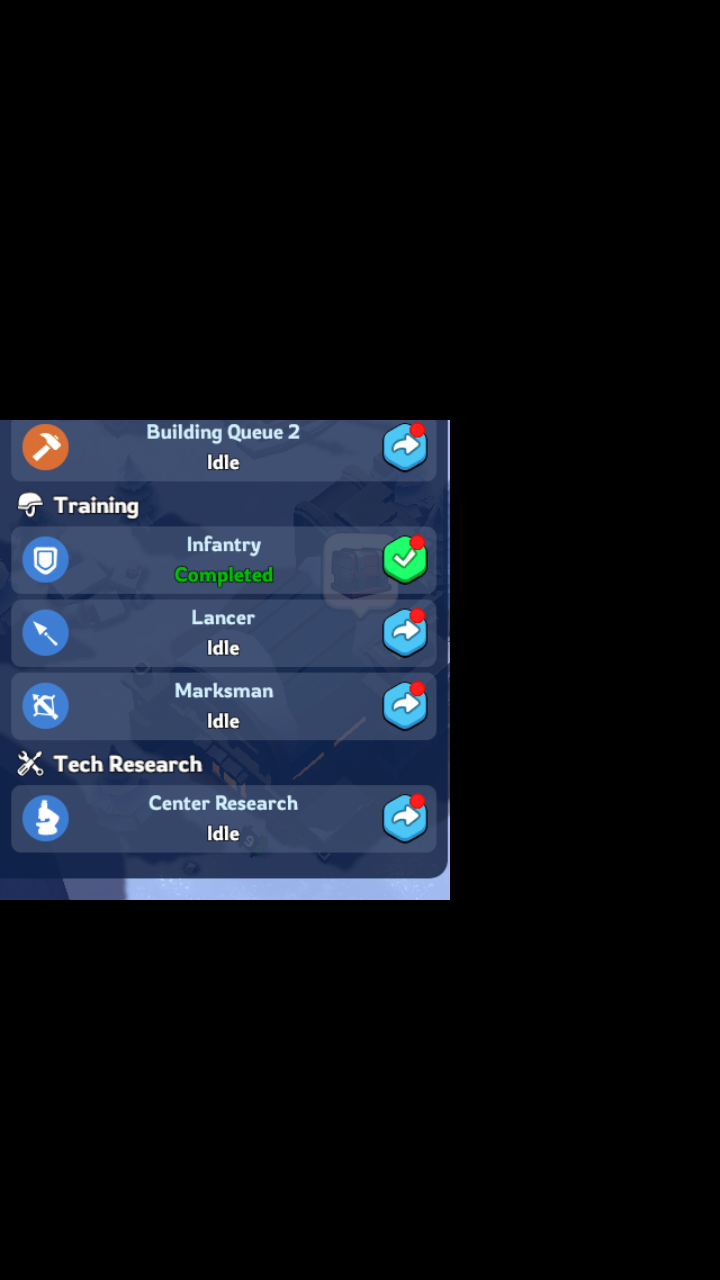 Building Queue 2
Idle
Training
Infantry
Completed
Lancer
Idle
Marksman
Idle
Tech Research
Center Research
Idle